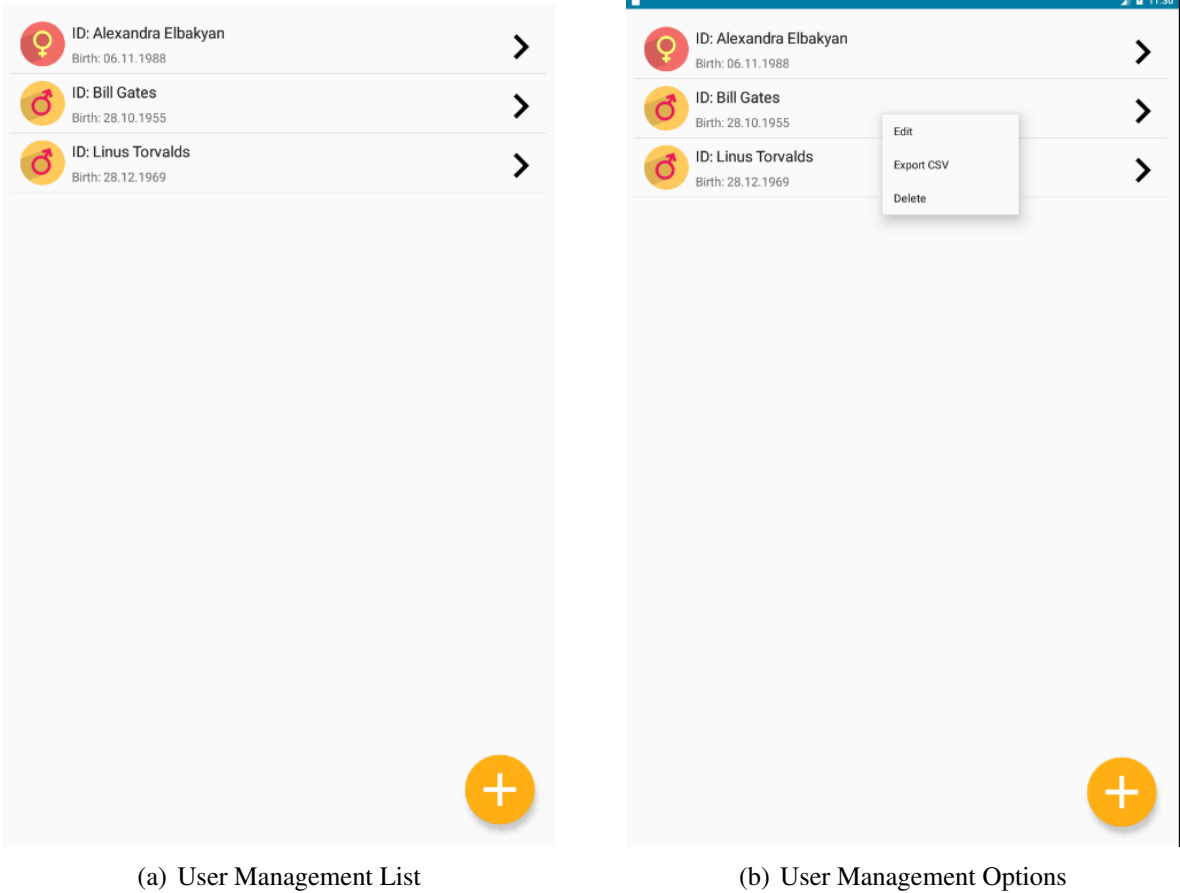 ID: Alexandra Elbakyan
Birth: 06.11.1988
ID: Bill Gates
Birth: 28.10.1955
ID: Linus Torvalds
Birth: 28.12.1969
11:30
ID: Alexandra Elbakyan
Birth: 06.11.1988
ID: Bill Gates
Birth: 28.10.1955
ID: Linus Torvalds
Birth: 28.12.1969
Edit
Export CSV
Delete
(a) User Management List
(b) User Management Options